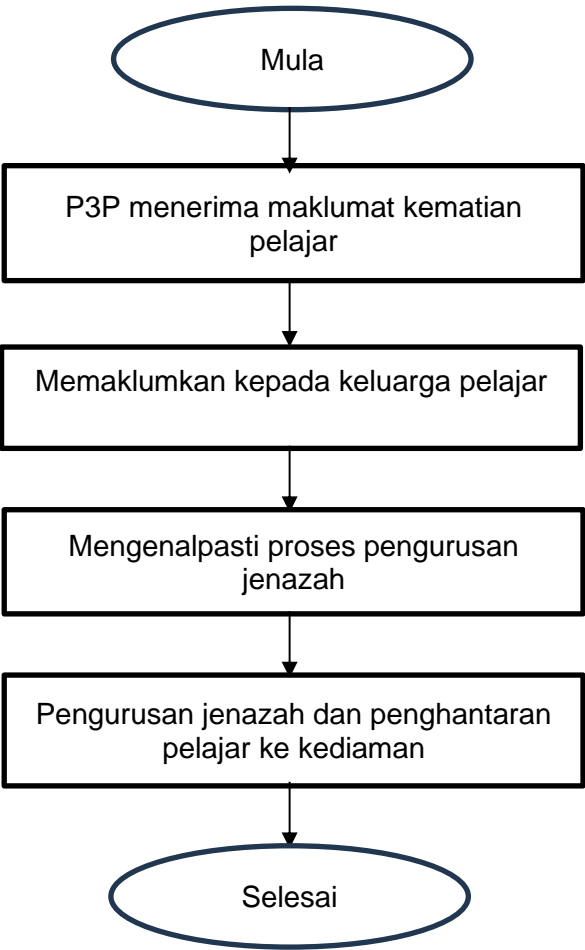 Mula
P3P menerima maklumat kematian
pelajar
Memaklumkan kepada keluarga pelajar
Mengenalpasti proses pengurusan
jenazah
Pengurusan jenazah dan penghantaran
pelajar ke kediaman
Selesai